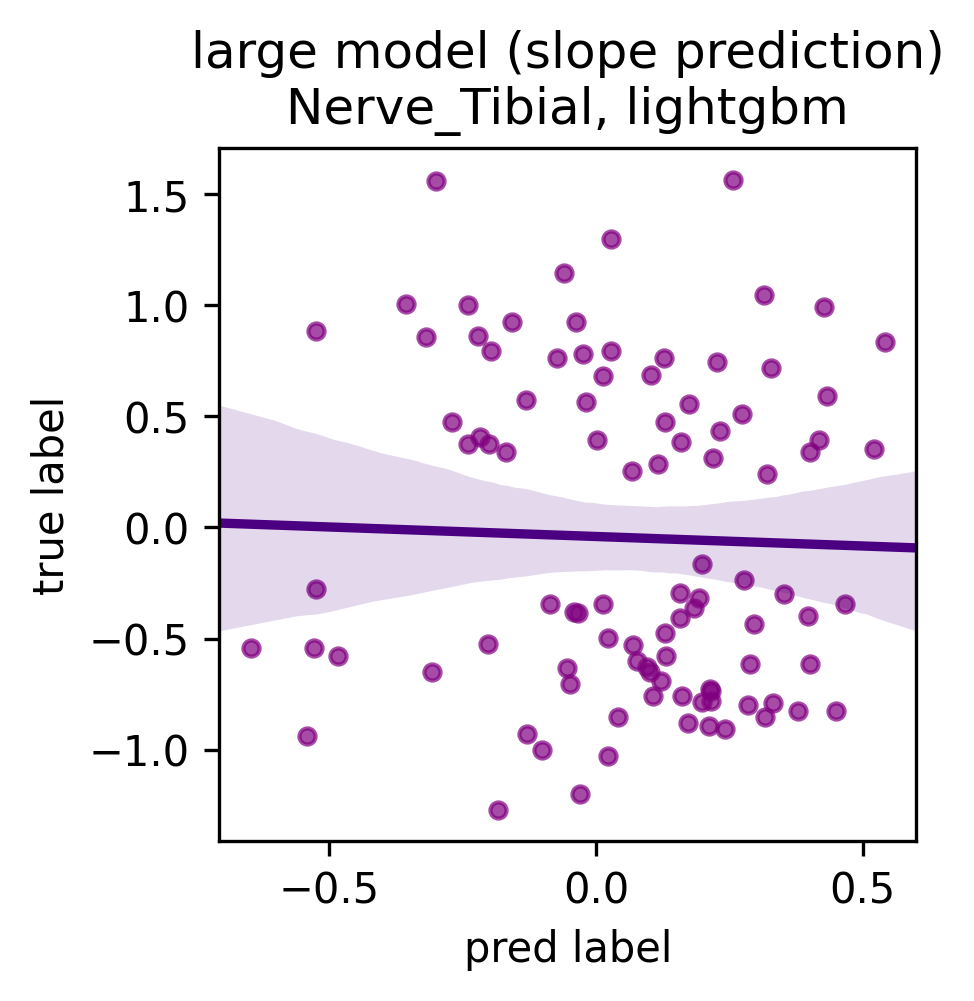 large model (slope prediction)
Nerve_Tibial, lightgbm
1.5
1.0
0.5
0.0
−0.5
−1.0
true label
−0.5 0.0 0.5
pred label